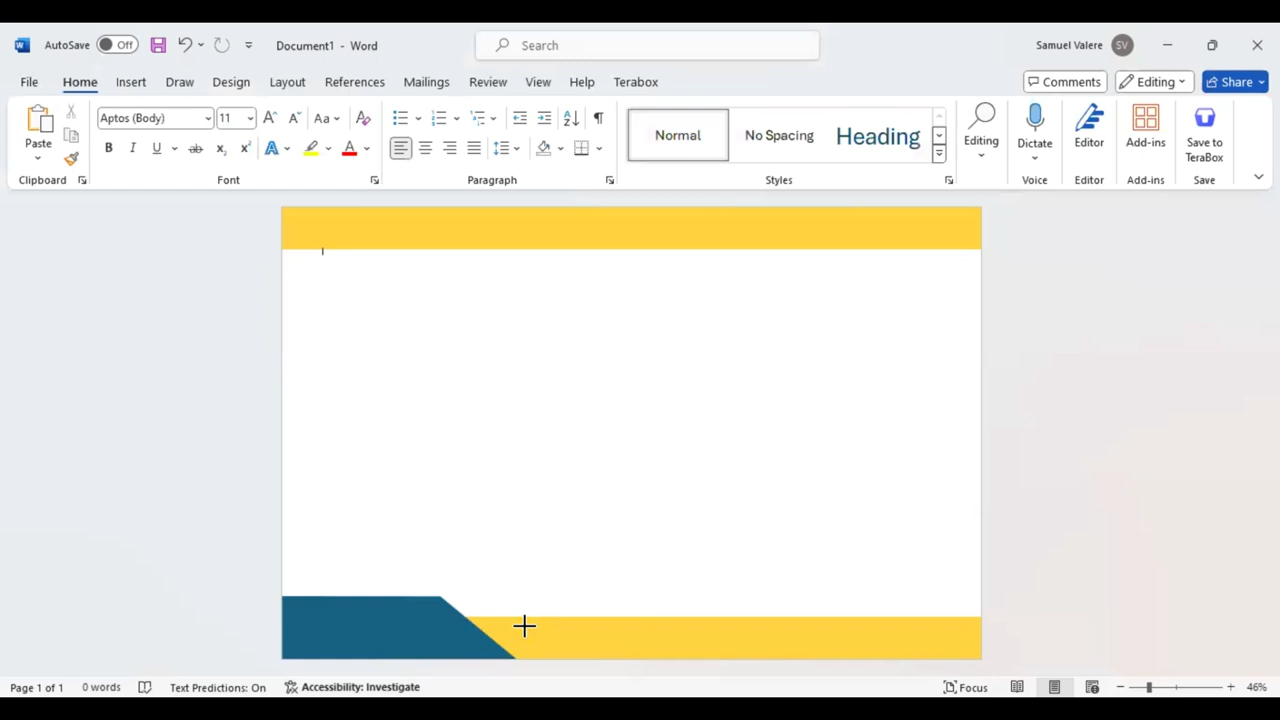 AutoSave Off Document1 - Word Search Samuel Valere SV
File Home Insert Draw Design Layout References Mailings Review View Help Terabox Comments Editing Share
Paste Aptos (Body) 11 Normal No Spacing Heading Editing Dictate Editor Add-ins Save to TeraBox
Clipboard Font Paragraph Styles Voice Editor Add-ins Save
Page 1 of 1 0 words Text Predictions: On Accessibility: Investigate Focus 46%